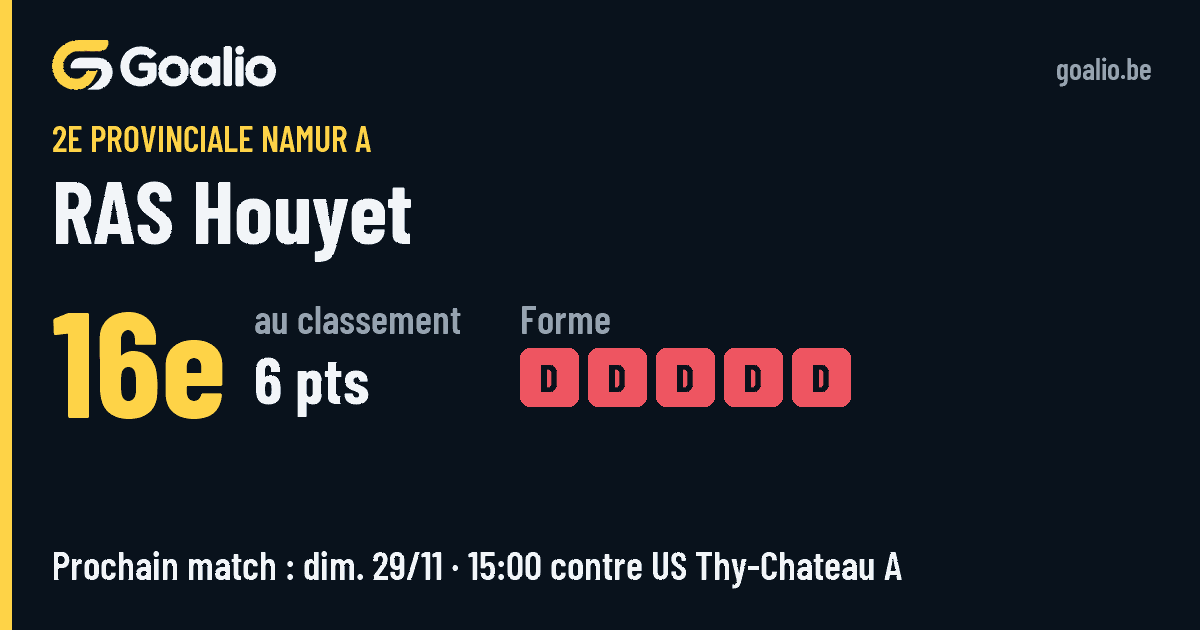 Goalio
goalio.be
2E PROVINCIALE NAMUR A
RAS Houyet
16e
au classement
6 pts
Forme
D D D D D
Prochain match : dim. 29/11 · 15:00 contre US Thy-Chateau A